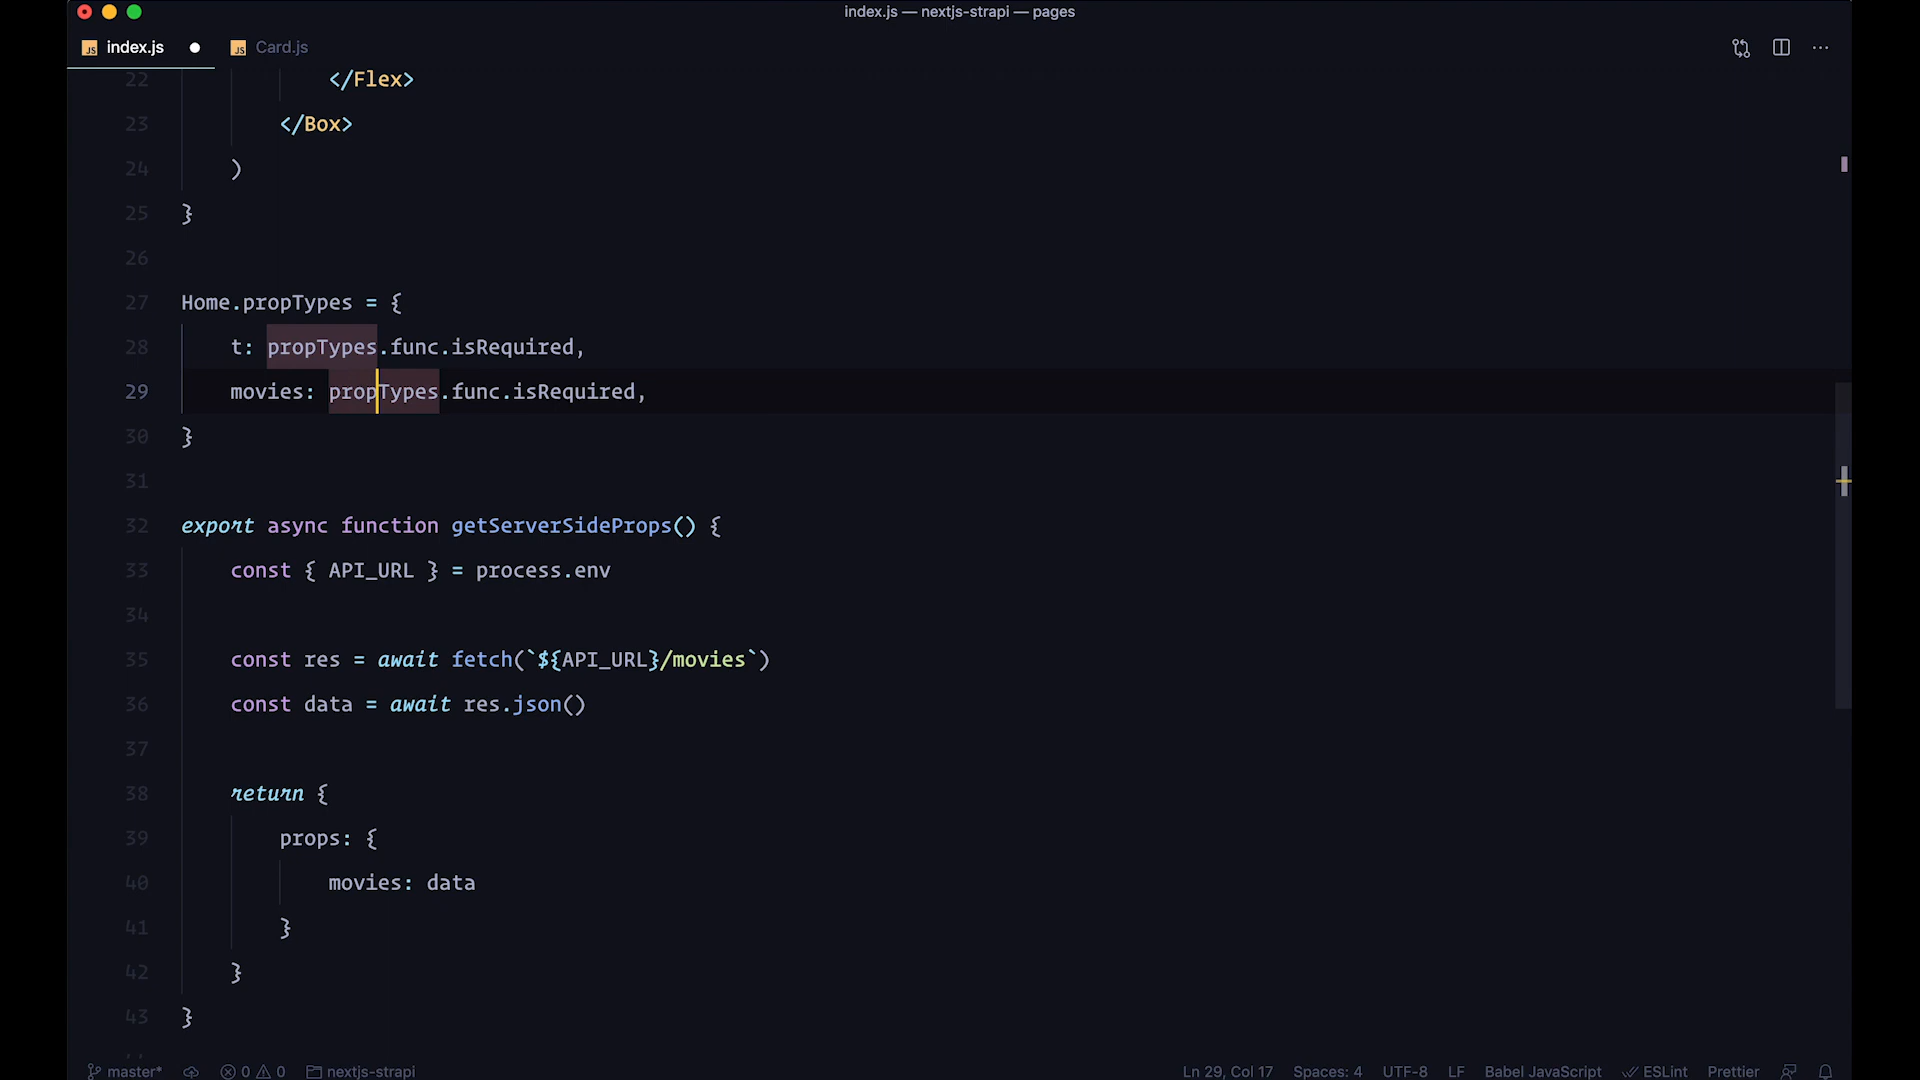 index.js — nextjs-strapi — pages
JS index.js ● JS Card.js
22 </Flex>
23 </Box>
24 )
25 }
26
27 Home.propTypes = {
28 t: propTypes.func.isRequired,
29 movies: propTypes.func.isRequired,
30 }
31
32 export async function getServerSideProps() {
33 const { API_URL } = process.env
34
35 const res = await fetch(`${API_URL}/movies`)
36 const data = await res.json()
37
38 return {
39 props: {
40 movies: data
41 }
42 }
43 }
master* 0 0 nextjs-strapi Ln 29, Col 17 Spaces: 4 UTF-8 LF Babel JavaScript ESLint Prettier